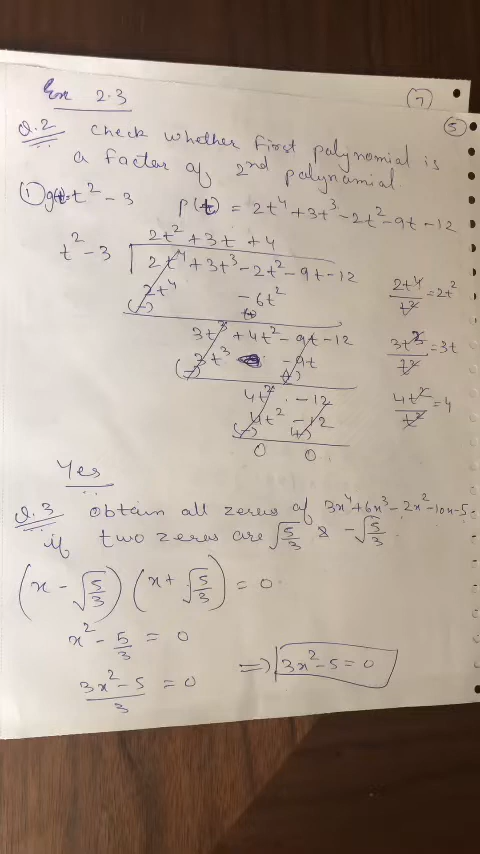 Ex 2.3
7
5
Q.2 Check whether first polynomial is
a factor of 2nd polynomial.
(i) g(t)= t² - 3 p(t) = 2t⁴ + 3t³ - 2t² - 9t - 12
2t² + 3t + 4
t² - 3 2t⁴ + 3t³ - 2t² - 9t - 12
2t⁴ - 6t²
(-) (+)
2t⁴/t² = 2t²
3t³ + 4t² - 9t - 12
3t³ - 9t
(-) (+)
3t³/t² = 3t
4t² - 12
4t² - 12
(-) (+)
4t²/t² = 4
0 0
Yes
Q.3 Obtain all zeros of 3x⁴ + 6x³ - 2x² - 10x - 5
if two zeros are √5/3 & -√5/3.
(x - √5/3) (x + √5/3) = 0
x² - 5/3 = 0
3x² - 5/3 = 0 ⇒ 3x² - 5 = 0